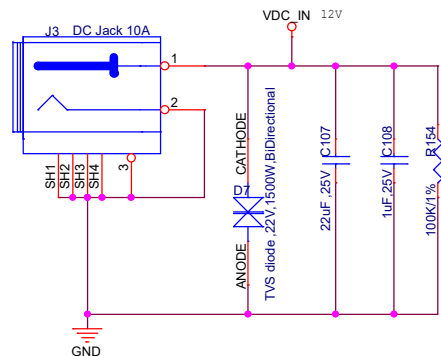 VDC_IN 12V
J3 DC Jack 10A
1
2
3
SH1
SH2
SH3
SH4
CATHODE
D7
ANODE
TVS diode ,22V,1500W,BiDirectional
C107
22uF,25V
C108
1uF,25V
R154
100K/1%
GND